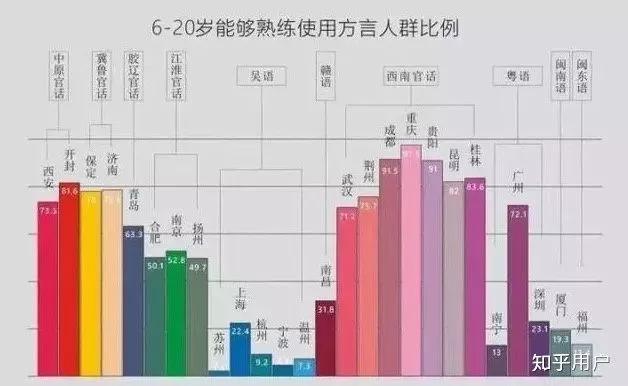 6-20岁能够熟练使用方言人群比例
中原官话
冀鲁官话
胶辽官话
江淮官话
吴语
赣语
西南官话
粤语
闽南语
闽东语
西安
开封
保定
济南
青岛
合肥
南京
扬州
苏州
上海
杭州
宁波
温州
南昌
武汉
荆州
成都
重庆
贵阳
昆明
桂林
南宁
广州
深圳
厦门
福州
81.6
63.3
50.1
52.8
49.7
22.4
9.2
7.3
31.8
71.2
75.7
91.5
91
82
83.6
13
72.1
23.1
19.3
知乎用户